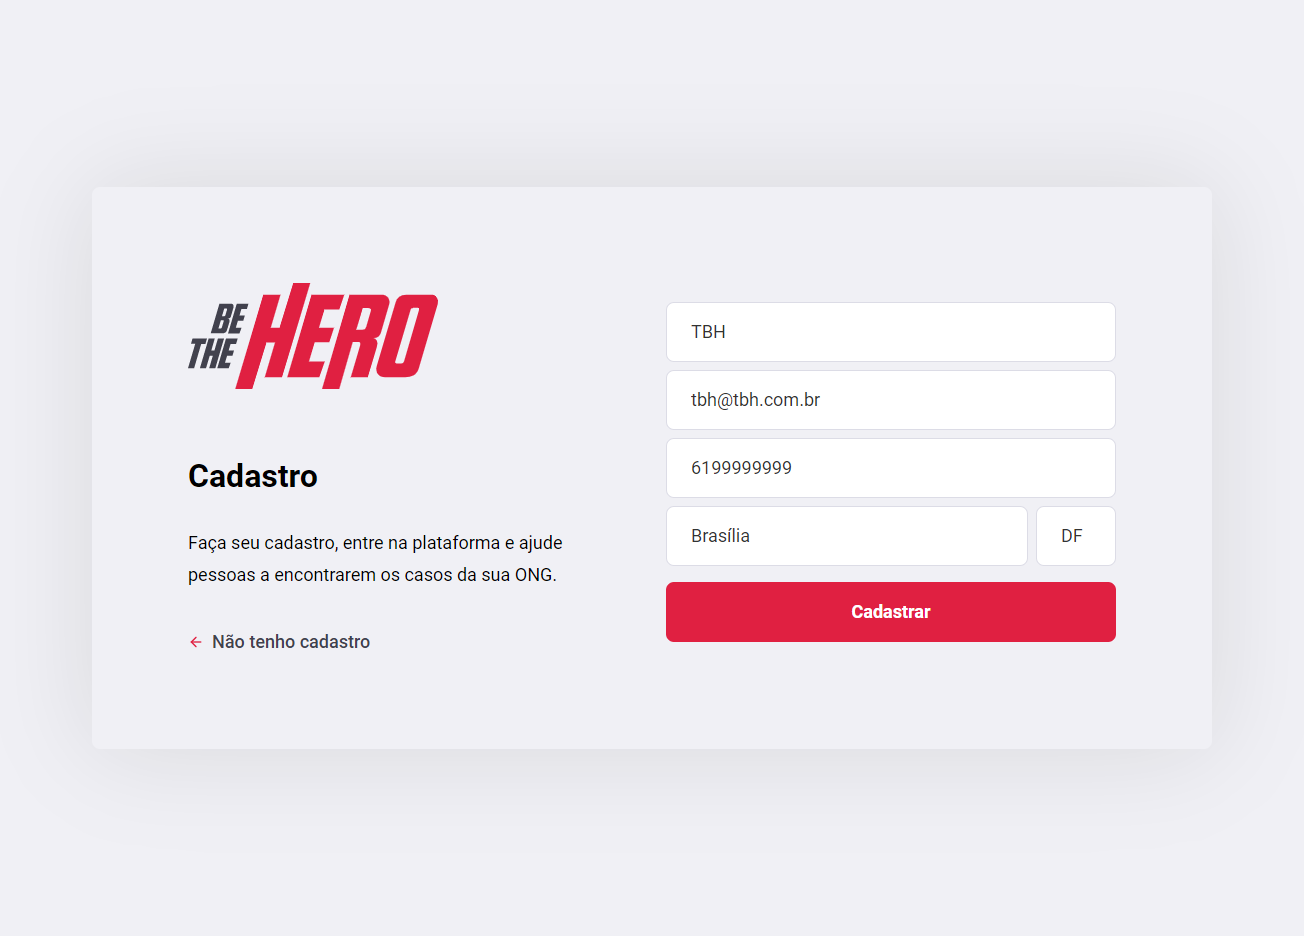 BE
THE
HERO
Cadastro
Faça seu cadastro, entre na plataforma e ajude
pessoas a encontrarem os casos da sua ONG.
Não tenho cadastro
TBH
tbh@tbh.com.br
6199999999
Brasília DF
Cadastrar